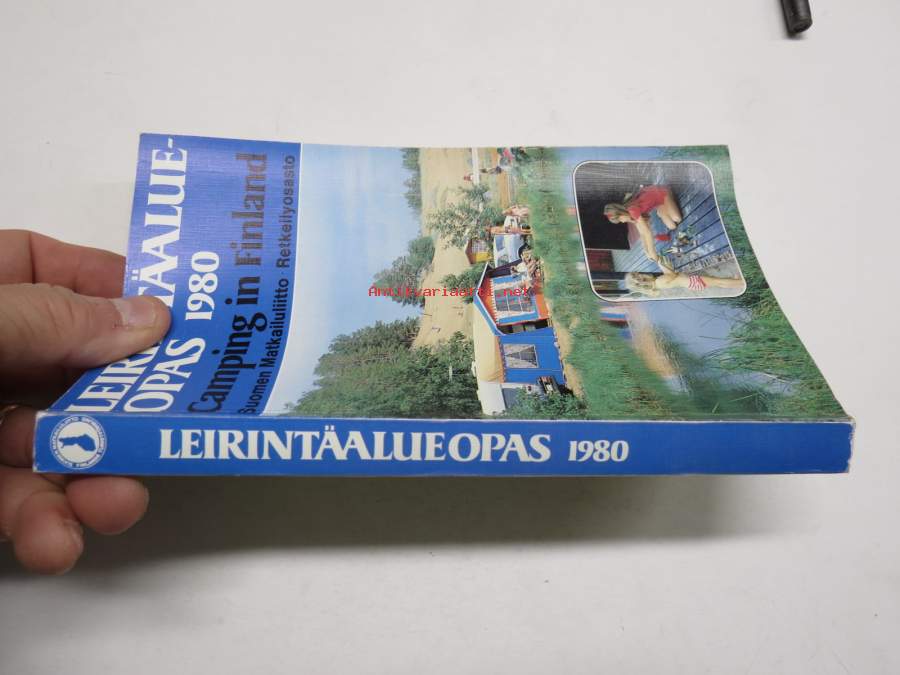 LEIRINTÄALUE-
OPAS 1980
Camping in Finland
Suomen Matkailuliitto · Retkeilyosasto
Antikvariaatti.net
LEIRINTÄALUEOPAS 1980